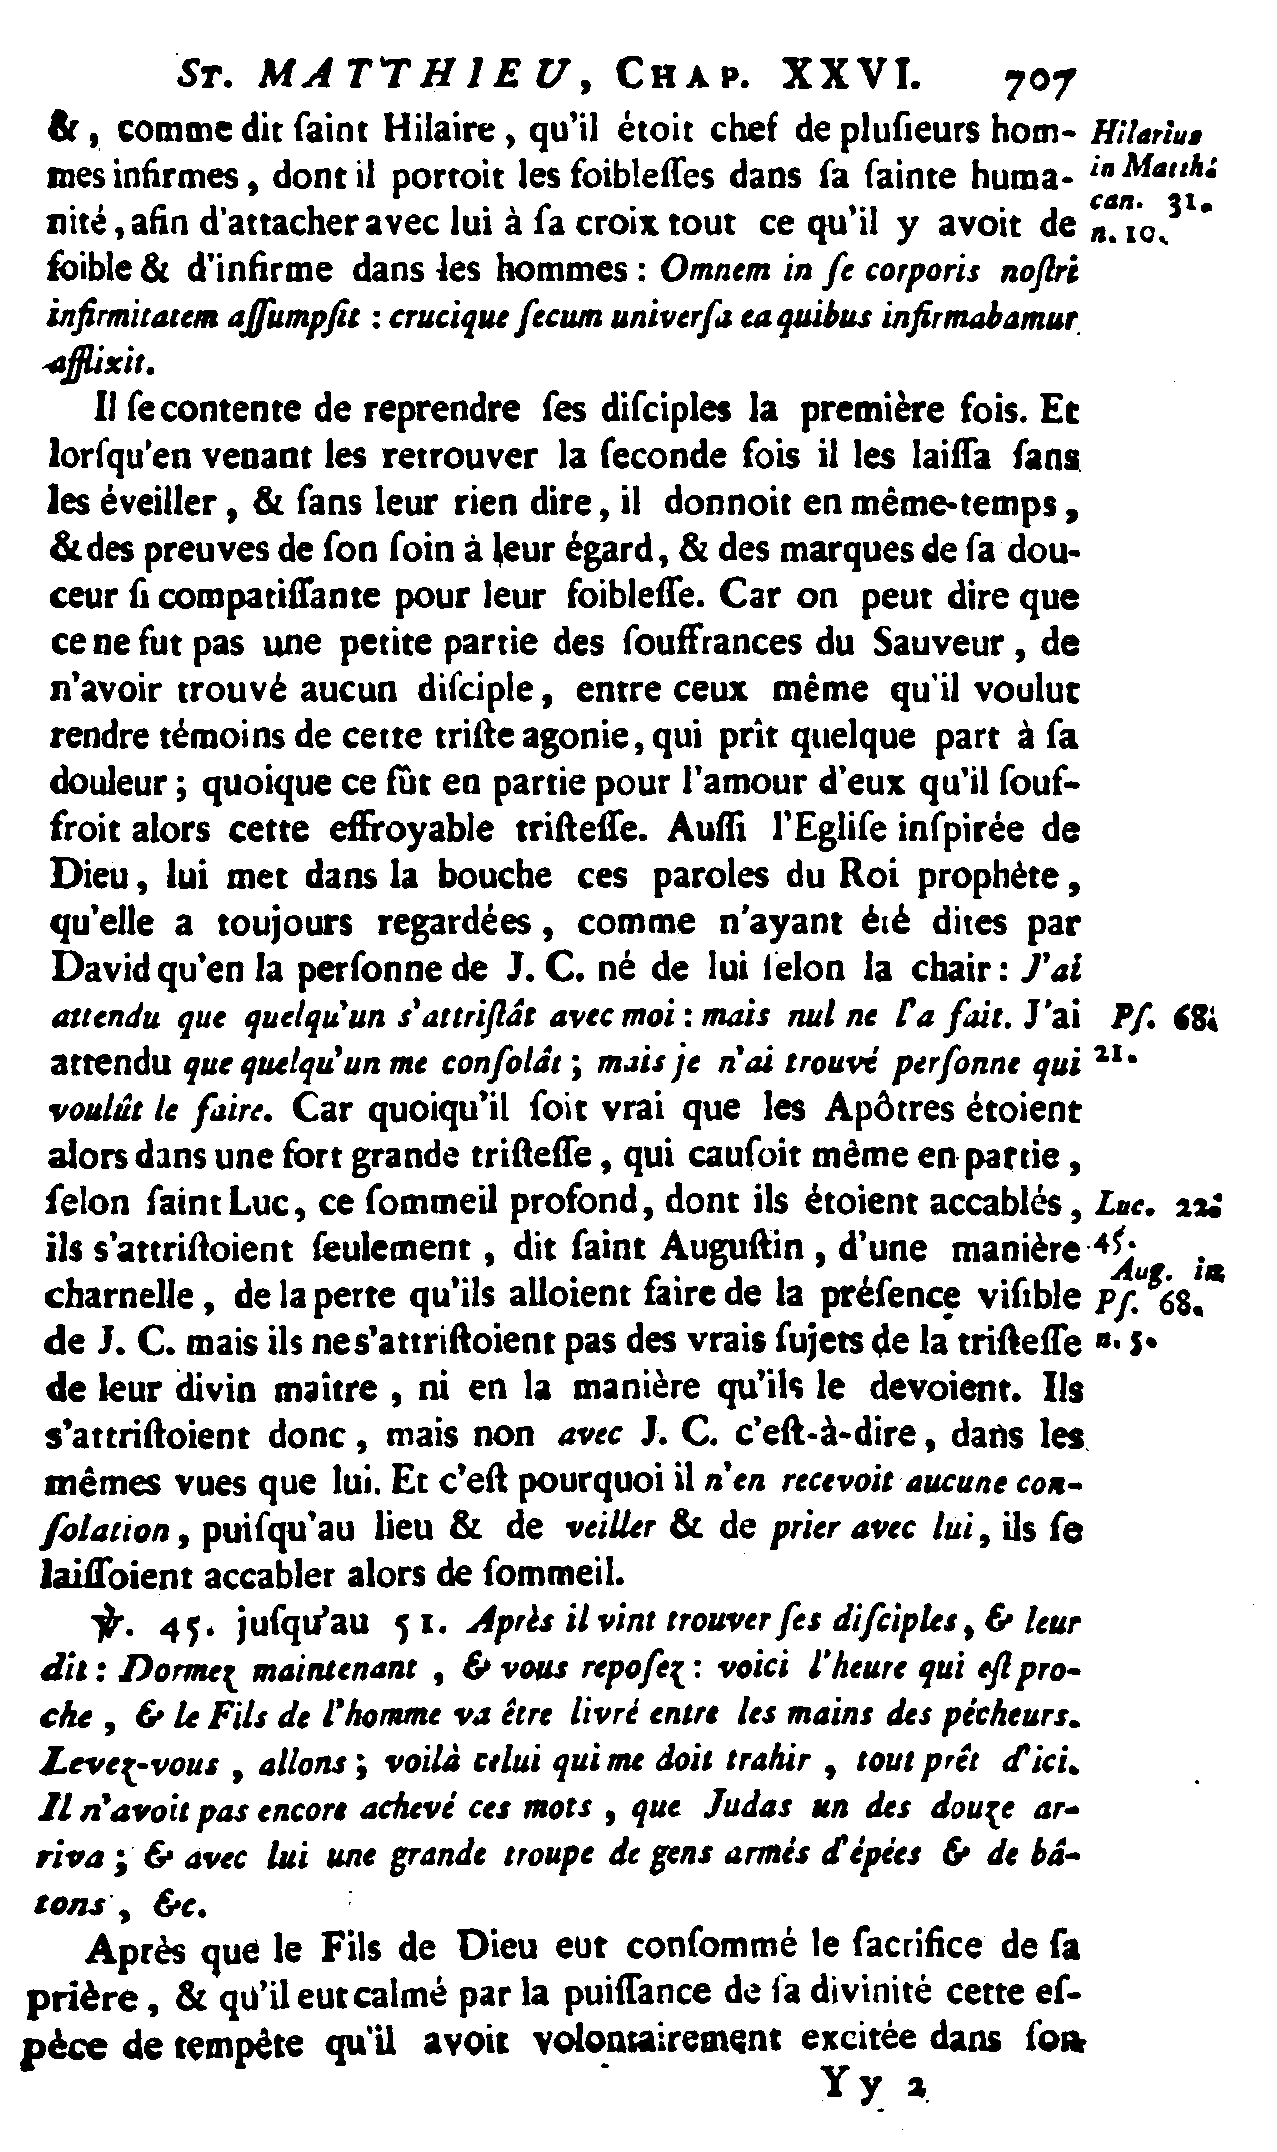 St. MATTHIEU, Chap. XXVI. 707
&, comme dit ſaint Hilaire, qu'il étoit chef de pluſieurs hom-
mes infirmes, dont il portoit les foibleſſes dans ſa ſainte huma-
nité, afin d'attacher avec lui à ſa croix tout ce qu'il y avoit de
foible & d'infirme dans les hommes : Omnem in ſe corporis noſtri
infirmitatem aſſumpſit : crucique ſecum univerſa ea quibus infirmabamur
afflixit.
Hilarius
in Matth.
can. 31.
n. 10.
Il ſe contente de reprendre ſes diſciples la première fois. Et
lorſqu'en venant les retrouver la ſeconde fois il les laiſſa ſans
les éveiller, & ſans leur rien dire, il donnoit en même-temps,
& des preuves de ſon ſoin à leur égard, & des marques de ſa dou-
ceur ſi compatiſſante pour leur foibleſſe. Car on peut dire que
ce ne fut pas une petite partie des ſouffrances du Sauveur, de
n'avoir trouvé aucun diſciple, entre ceux même qu'il voulut
rendre témoins de cette triſte agonie, qui prît quelque part à ſa
douleur ; quoique ce fût en partie pour l'amour d'eux qu'il ſouf-
froit alors cette effroyable triſteſſe. Auſſi l'Egliſe inſpirée de
Dieu, lui met dans la bouche ces paroles du Roi prophète,
qu'elle a toujours regardées, comme n'ayant été dites par
David qu'en la perſonne de J. C. né de lui ſelon la chair : J'ai
attendu que quelqu'un s'attriſtât avec moi : mais nul ne l'a fait. J'ai
attendu que quelqu'un me conſolât ; mais je n'ai trouvé perſonne qui
voulût le faire. Car quoiqu'il ſoit vrai que les Apôtres étoient
alors dans une fort grande triſteſſe, qui cauſoit même en partie,
ſelon ſaint Luc, ce ſommeil profond, dont ils étoient accablés,
ils s'attriſtoient ſeulement, dit ſaint Auguſtin, d'une manière
charnelle, de la perte qu'ils alloient faire de la préſence viſible
de J. C. mais ils ne s'attriſtoient pas des vrais ſujets de la triſteſſe
de leur divin maître, ni en la manière qu'ils le devoient. Ils
s'attriſtoient donc, mais non avec J. C. c'eſt-à-dire, dans les
mêmes vues que lui. Et c'eſt pourquoi il n'en recevoit aucune con-
ſolation, puiſqu'au lieu & de veiller & de prier avec lui, ils ſe
laiſſoient accabler alors de ſommeil.
Pſ. 68.
21.
Luc. 22.
45.
Aug. in
Pſ. 68.
n. 5.
℣. 45. juſqu'au 51. Après il vint trouver ſes diſciples, & leur
dit : Dormez maintenant, & vous repoſez : voici l'heure qui eſt pro-
che, & le Fils de l'homme va être livré entre les mains des pécheurs.
Levez-vous, allons ; voilà celui qui me doit trahir, tout prêt d'ici.
Il n'avoit pas encore achevé ces mots, que Judas un des douze ar-
riva ; & avec lui une grande troupe de gens armés d'épées & de bâ-
tons, &c.
Après que le Fils de Dieu eut conſommé le ſacrifice de ſa
prière, & qu'il eut calmé par la puiſſance de ſa divinité cette eſ-
pèce de tempête qu'il avoit volontairement excitée dans ſon
Yy 2